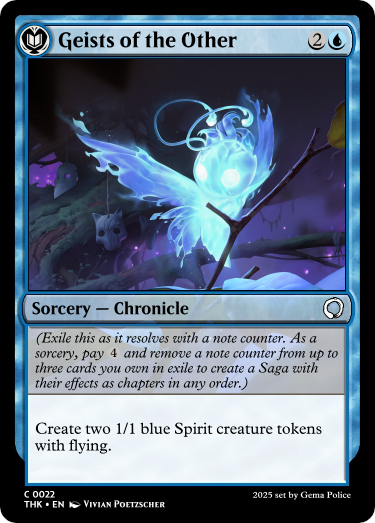 Geists of the Other 2
Sorcery — Chronicle
(Exile this as it resolves with a note counter. As a
sorcery, pay 4 and remove a note counter from up to
three cards you own in exile to create a Saga with
their effects as chapters in any order.)
Create two 1/1 blue Spirit creature tokens
with flying.
C 0022
THK • EN Vivian Poetzscher
2025 set by Gema Police